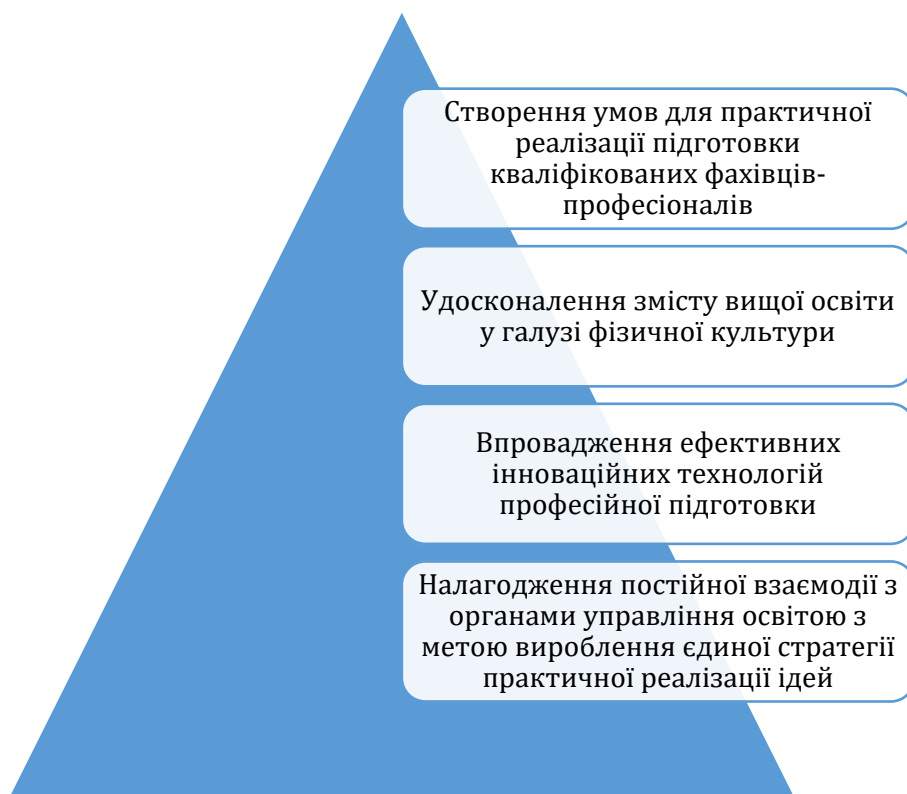 Створення умов для практичної
реалізації підготовки
кваліфікованих фахівців-
професіоналів
Удосконалення змісту вищої освіти
у галузі фізичної культури
Впровадження ефективних
інноваційних технологій
професійної підготовки
Налагодження постійної взаємодії з
органами управління освітою з
метою вироблення єдиної стратегії
практичної реалізації ідей